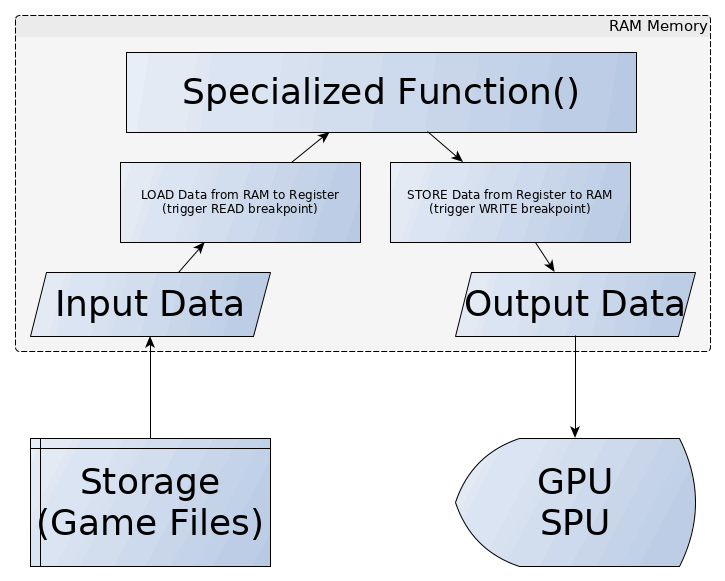 RAM Memory
Specialized Function()
LOAD Data from RAM to Register
(trigger READ breakpoint)
STORE Data from Register to RAM
(trigger WRITE breakpoint)
Input Data
Output Data
Storage
(Game Files)
GPU
SPU